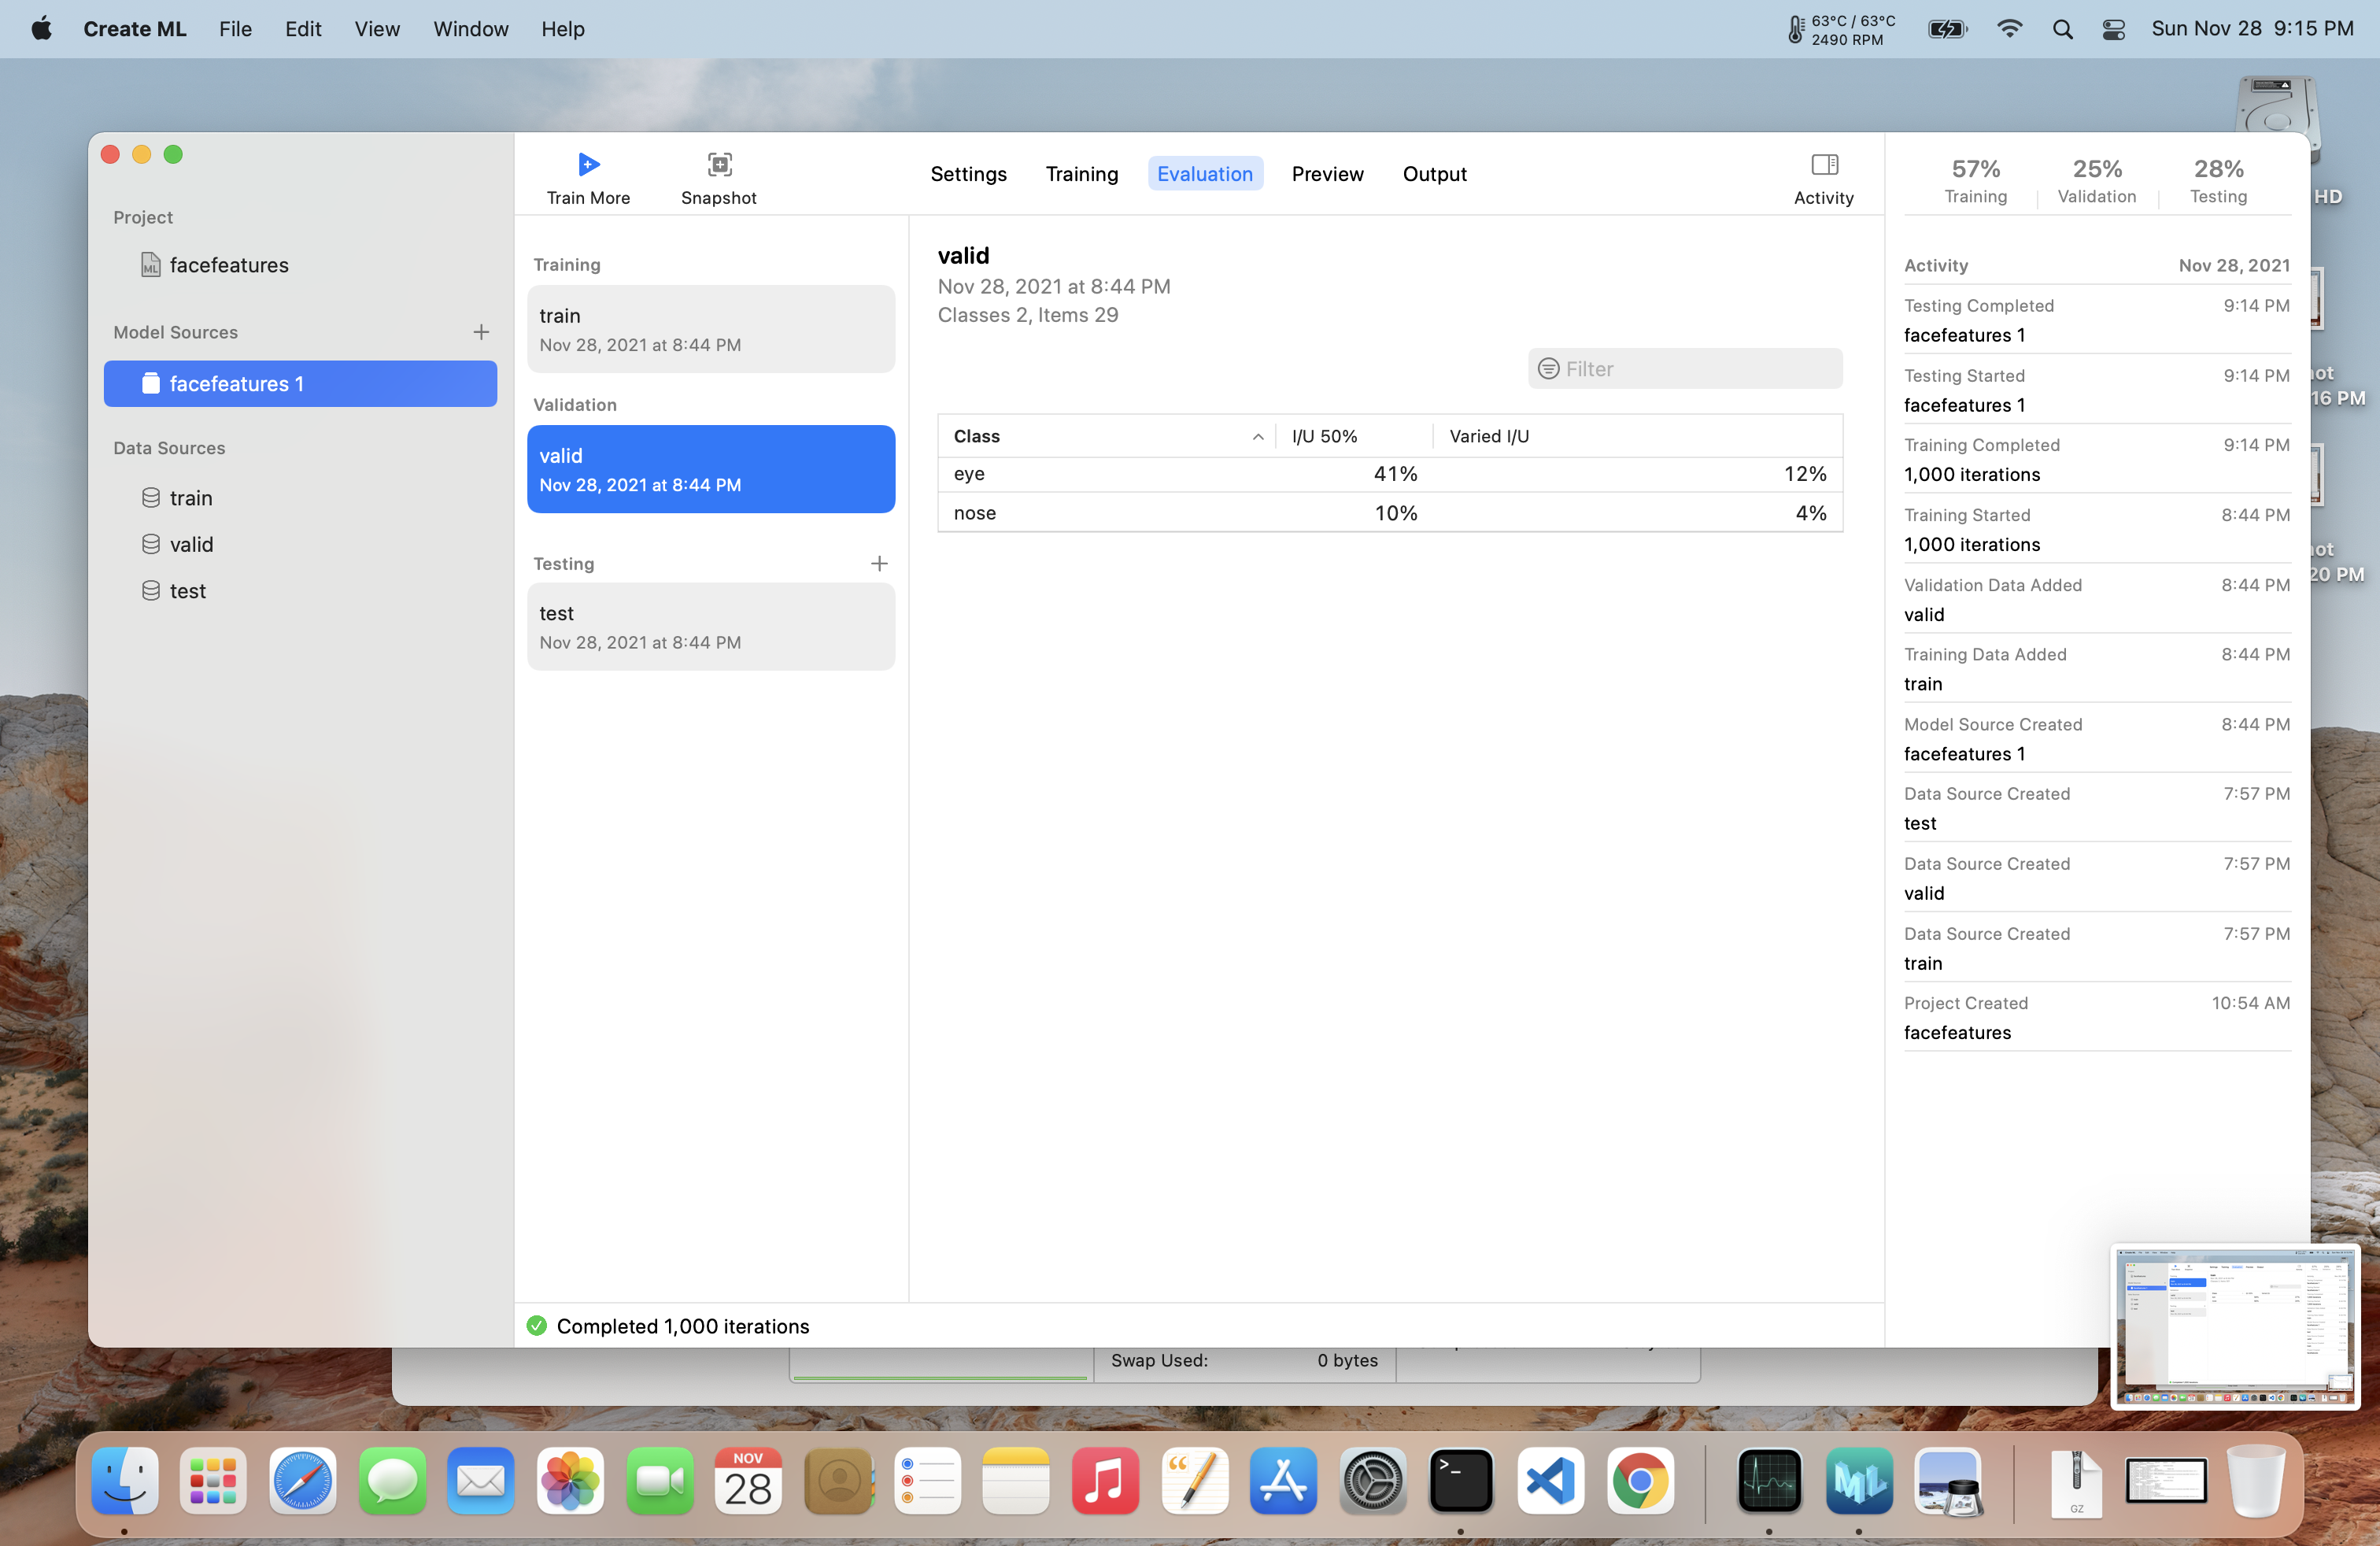 Create ML File Edit View Window Help
63°C / 63°C
2490 RPM
Sun Nov 28 9:15 PM
HD
16 PM
20 PM
Project
facefeatures
Model Sources
facefeatures 1
Data Sources
train
valid
test
Train More
Snapshot
Settings Training Evaluation Preview Output
Activity
Training
train
Nov 28, 2021 at 8:44 PM
Validation
valid
Nov 28, 2021 at 8:44 PM
Testing
test
Nov 28, 2021 at 8:44 PM
valid
Nov 28, 2021 at 8:44 PM
Classes 2, Items 29
Filter
Class I/U 50% Varied I/U
eye 41% 12%
nose 10% 4%
Completed 1,000 iterations
57% 25% 28%
Training Validation Testing
Activity Nov 28, 2021
Testing Completed 9:14 PM
facefeatures 1
Testing Started 9:14 PM
facefeatures 1
Training Completed 9:14 PM
1,000 iterations
Training Started 8:44 PM
1,000 iterations
Validation Data Added 8:44 PM
valid
Training Data Added 8:44 PM
train
Model Source Created 8:44 PM
facefeatures 1
Data Source Created 7:57 PM
test
Data Source Created 7:57 PM
valid
Data Source Created 7:57 PM
train
Project Created 10:54 AM
facefeatures
Swap Used: 0 bytes
NOV
28
ML
GZ